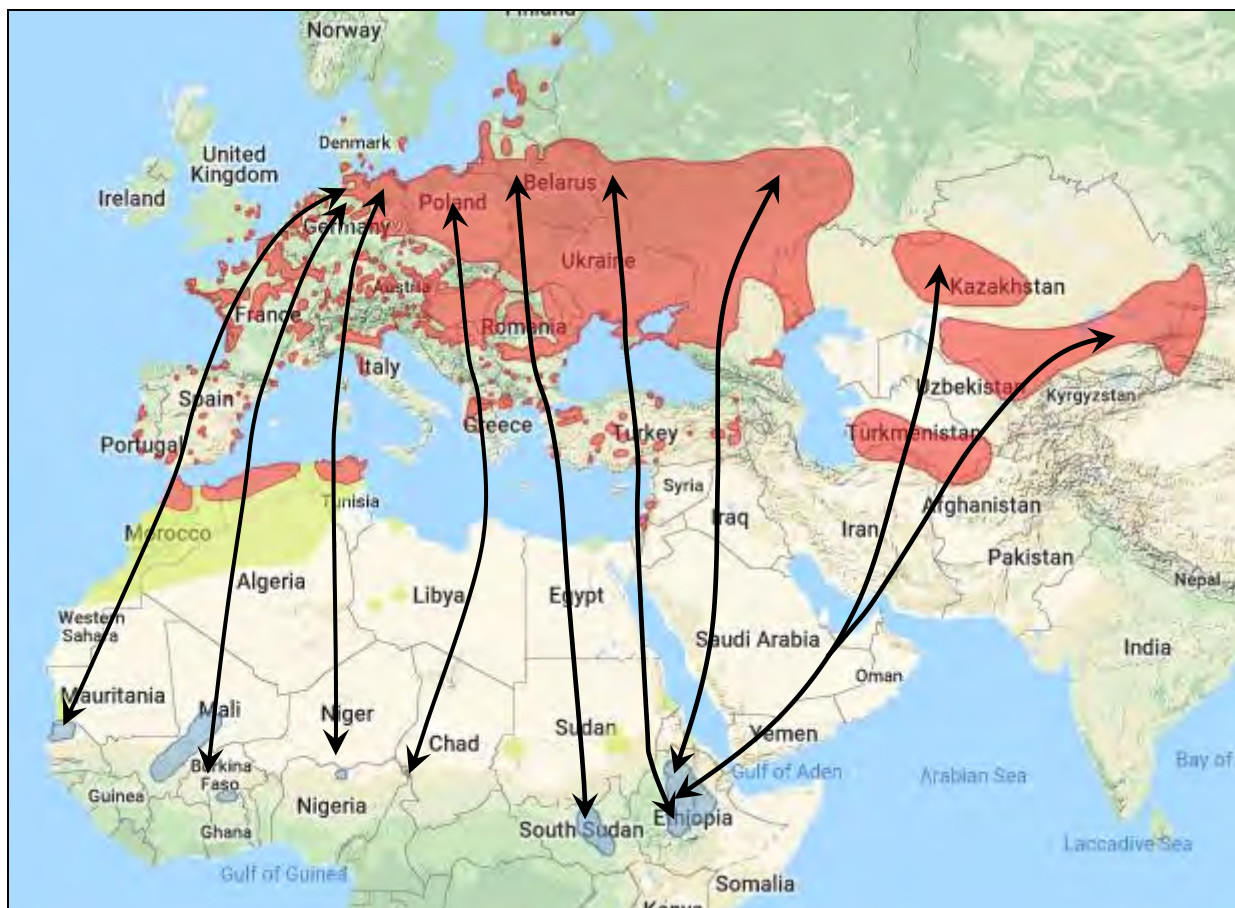 Finland
Norway
Denmark
United
Kingdom
Ireland
Belarus
Poland
Germany
Ukraine
Kazakhstan
Austria
France
Romania
Italy
Uzbekistan
Kyrgyzstan
Spain
Greece
Turkey
Türkmenistan
Portugal
Syria
Tunisia
Afghanistan
Iraq
Iran
Morocco
Pakistan
Algeria
Libya
Egypt
Nepal
Western
Sahara
Saudi Arabia
India
Oman
Mauritania
Mali
Niger
Sudan
Yemen
Chad
Bay of
Burkina
Faso
Gulf of Aden
Arabian Sea
Guinea
Nigeria
Ethiopia
Ghana
South Sudan
Laccadive Sea
Gulf of Guinea
Somalia
Kenya